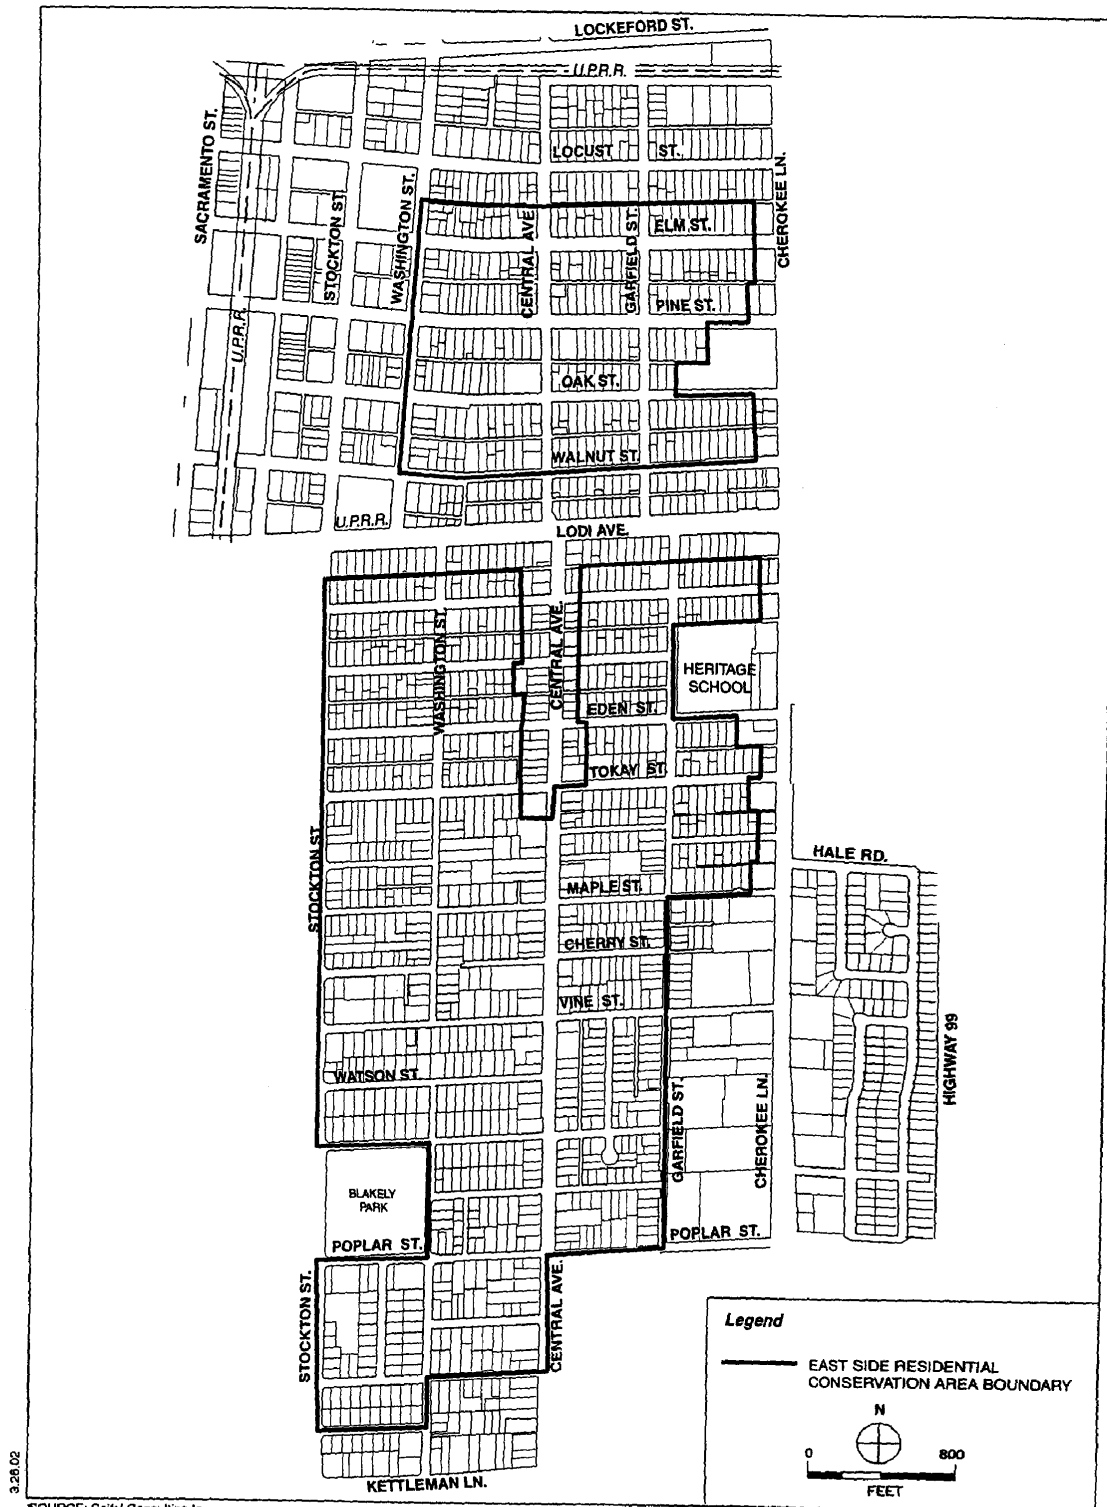 LOCKEFORD ST.
U.P.R.R.
SACRAMENTO ST.
LOCUST ST.
CHEROKEE LN.
STOCKTON ST.
WASHINGTON ST.
CENTRAL AVE.
GARFIELD ST.
ELM ST.
PINE ST.
U.P.R.R.
OAK ST.
WALNUT ST.
U.P.R.R.
LODI AVE.
WASHINGTON ST.
CENTRAL AVE.
HERITAGE
SCHOOL
EDEN ST.
TOKAY ST.
STOCKTON ST.
HALE RD.
MAPLE ST.
CHERRY ST.
VINE ST.
WATSON ST.
GARFIELD ST.
CHEROKEE LN.
HIGHWAY 99
BLAKELY
PARK
POPLAR ST.
POPLAR ST.
STOCKTON ST.
CENTRAL AVE.
KETTLEMAN LN.
Legend
EAST SIDE RESIDENTIAL
CONSERVATION AREA BOUNDARY
N
0 800
FEET
3.26.02